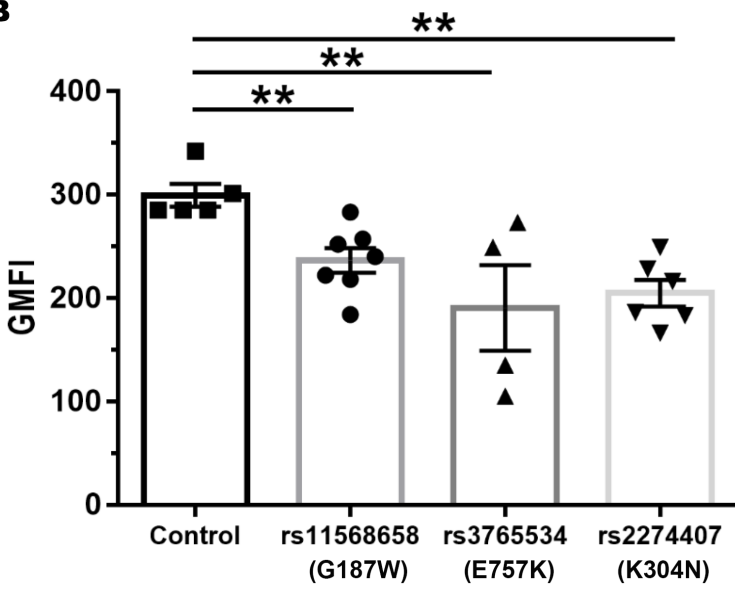 B
**
**
**
400
300
200
100
0
GMFI
Control rs11568658 rs3765534 rs2274407
(G187W) (E757K) (K304N)